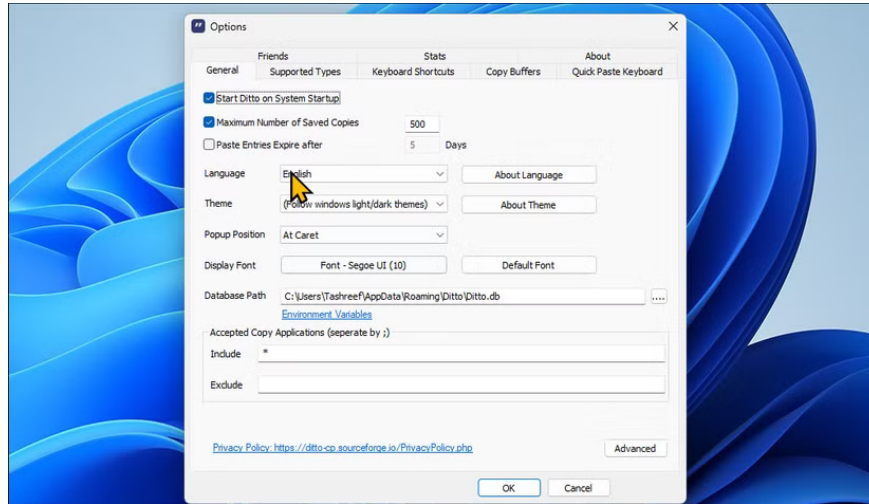 Options
Friends Stats About
General Supported Types Keyboard Shortcuts Copy Buffers Quick Paste Keyboard
Start Ditto on System Startup
Maximum Number of Saved Copies 500
Paste Entries Expire after 5 Days
Language English About Language
Theme (Follow windows light/dark themes) About Theme
Popup Position At Caret
Display Font Font - Segoe UI (10) Default Font
Database Path C:\Users\Tashreef\AppData\Roaming\Ditto\Ditto.db ....
Environment Variables
Accepted Copy Applications (seperate by ;)
Include *
Exclude
Privacy Policy: https://ditto-cp.sourceforge.io/PrivacyPolicy.php Advanced
OK Cancel